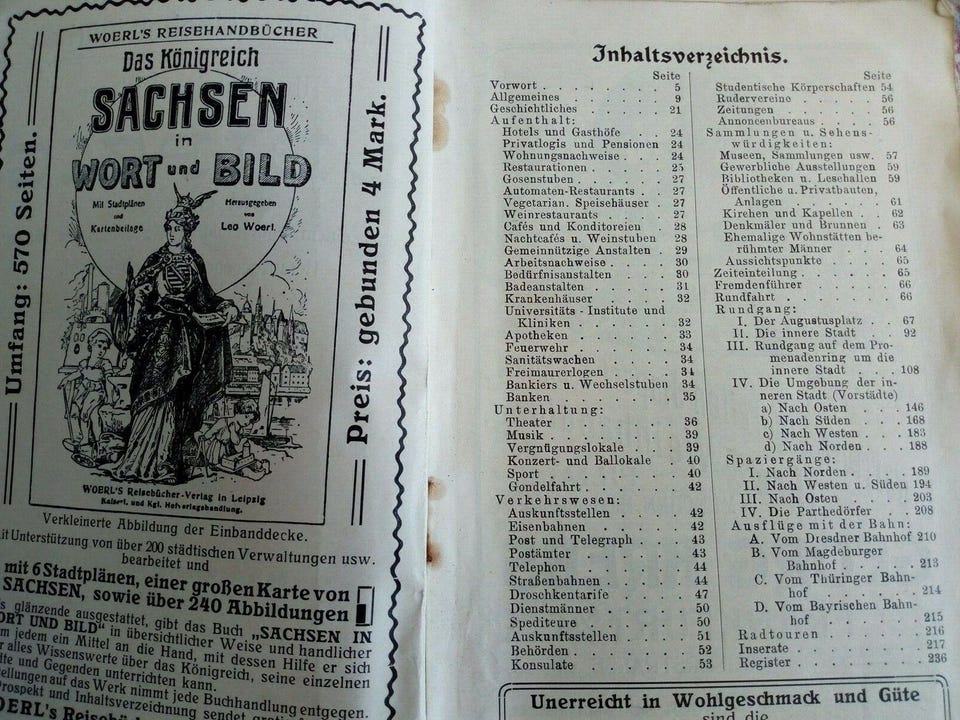 WOERL'S REISEHANDBÜCHER
Das Königreich
SACHSEN
in
WORT und BILD
Mit Stadtplänen
und
Kartenbeilage
Herausgegeben
von
Leo Woerl.
WOERL'S Reisebücher-Verlag in Leipzig
Kaiserl. und Kgl. Hofverlagshandlung.
Umfang: 570 Seiten.
Preis: gebunden 4 Mark.
Verkleinerte Abbildung der Einbanddecke.
it Unterstützung von über 200 städtischen Verwaltungen usw.
bearbeitet und
mit 6 Stadtplänen, einer großen Karte von
SACHSEN, sowie über 240 Abbildungen
s glänzende ausgestattet, gibt das Buch „SACHSEN IN
ORT UND BILD" in übersichtlicher Weise und handlicher
m jedem ein Mittel an die Hand, mit dessen Hilfe er sich
r alles Wissenswerte über das Königreich, seine einzelnen
dte und Gegenden unterrichten kann.
ellungen auf das Werk nimmt jede Buchhandlung entgegen.
Prospekt und Inhaltsverzeichnung sendet
OERL's
Inhaltsverzeichnis.
Seite
Vorwort . . . . . . . 5
Allgemeines . . . . . . 9
Geschichtliches . . . . . 21
Aufenthalt:
Hotels und Gasthöfe . . 24
Privatlogis und Pensionen 24
Wohnungsnachweise . . . 24
Restaurationen . . . . . 25
Gosenstuben . . . . . . 27
Automaten-Restaurants . . 27
Vegetarian. Speisehäuser . 27
Weinrestaurants . . . . 27
Cafés und Konditoreien . 28
Nachtcafés u. Weinstuben 28
Gemeinnützige Anstalten . 29
Arbeitsnachweise . . . . 30
Bedürfnisanstalten . . . 30
Badeanstalten . . . . . 31
Krankenhäuser . . . . . 32
Universitäts-Institute und
Kliniken . . . . . . 32
Apotheken . . . . . . 33
Feuerwehr . . . . . . 34
Sanitätswachen . . . . 34
Freimaurerlogen . . . . 34
Bankiers u. Wechselstuben 34
Banken . . . . . . . 35
Unterhaltung:
Theater . . . . . . . 36
Musik . . . . . . . . 39
Vergnügungslokale . . . 39
Konzert- und Ballokale . 40
Sport . . . . . . . . 40
Gondelfahrt . . . . . . 42
Verkehrswesen:
Auskunftsstellen . . . . 42
Eisenbahnen . . . . . . 42
Post und Telegraph . . . 43
Postämter . . . . . . 43
Telephon . . . . . . . 44
Straßenbahnen . . . . . 44
Droschkentarife . . . . 47
Dienstmänner . . . . . 50
Spediteure . . . . . . 50
Auskunftsstellen . . . . 51
Behörden . . . . . . . 52
Konsulate . . . . . . 53
Seite
Studentische Körperschaften 54
Rudervereine . . . . . 56
Zeitungen . . . . . . 56
Annoncenbureaus . . . . 56
Sammlungen u. Sehens-
würdigkeiten:
Museen, Sammlungen usw. 57
Gewerbliche Ausstellungen 59
Bibliotheken u. Lesehallen 59
Öffentliche u. Privatbauten,
Anlagen . . . . . . 61
Kirchen und Kapellen . . 62
Denkmäler und Brunnen . 63
Ehemalige Wohnstätten be-
rühmter Männer . . . 64
Aussichtspunkte . . . . 65
Zeiteinteilung . . . . . 65
Fremdenführer . . . . . 66
Rundfahrt . . . . . . 66
Rundgang:
I. Der Augustusplatz . . 67
II. Die innere Stadt . . . 92
III. Rundgang auf dem Pro-
menadenring um die
innere Stadt . . . 108
IV. Die Umgebung der in-
neren Stadt (Vorstädte)
a) Nach Osten . . . 146
b) Nach Süden . . . 168
c) Nach Westen . . . 183
d) Nach Norden . . . 188
Spaziergänge:
I. Nach Norden . . . . 189
II. Nach Westen u. Süden 194
III. Nach Osten . . . . 203
IV. Die Parthedörfer . . . 208
Ausflüge mit der Bahn:
A. Vom Dresdner Bahnhof 210
B. Vom Magdeburger
Bahnhof . . . . . 213
C. Vom Thüringer Bahn-
hof . . . . . . . 214
D. Vom Bayrischen Bahn-
hof . . . . . . . 215
Radtouren . . . . . . 216
Inserate . . . . . . . 217
Register . . . . . . . 236
Unerreicht in Wohlgeschmack und Güte
sind die